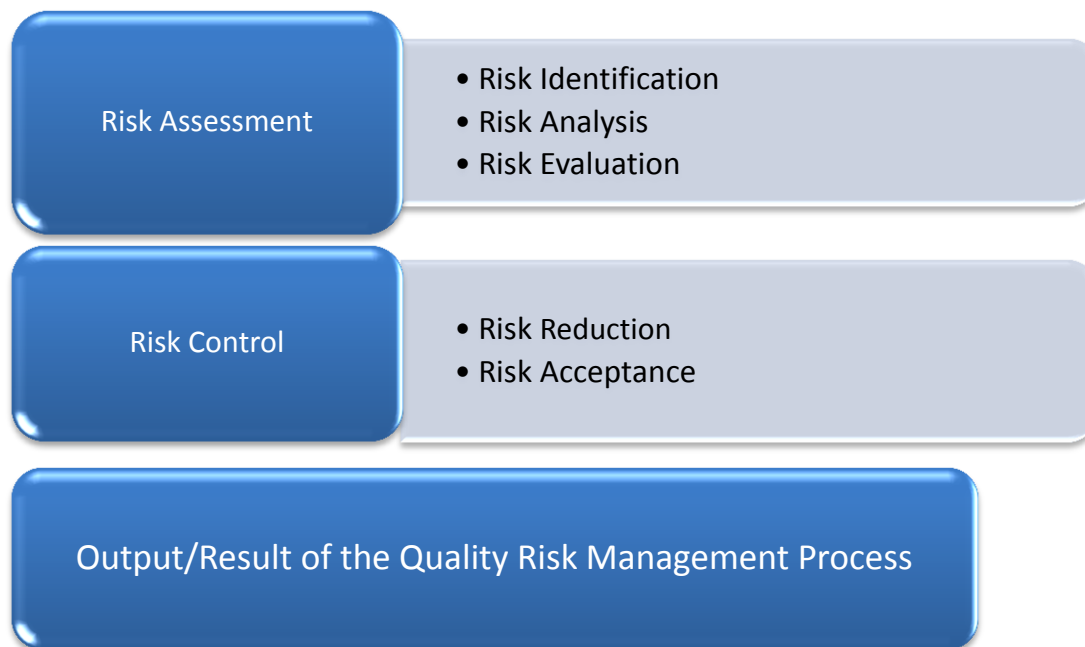 Risk Assessment
• Risk Identification
• Risk Analysis
• Risk Evaluation
Risk Control
• Risk Reduction
• Risk Acceptance
Output/Result of the Quality Risk Management Process